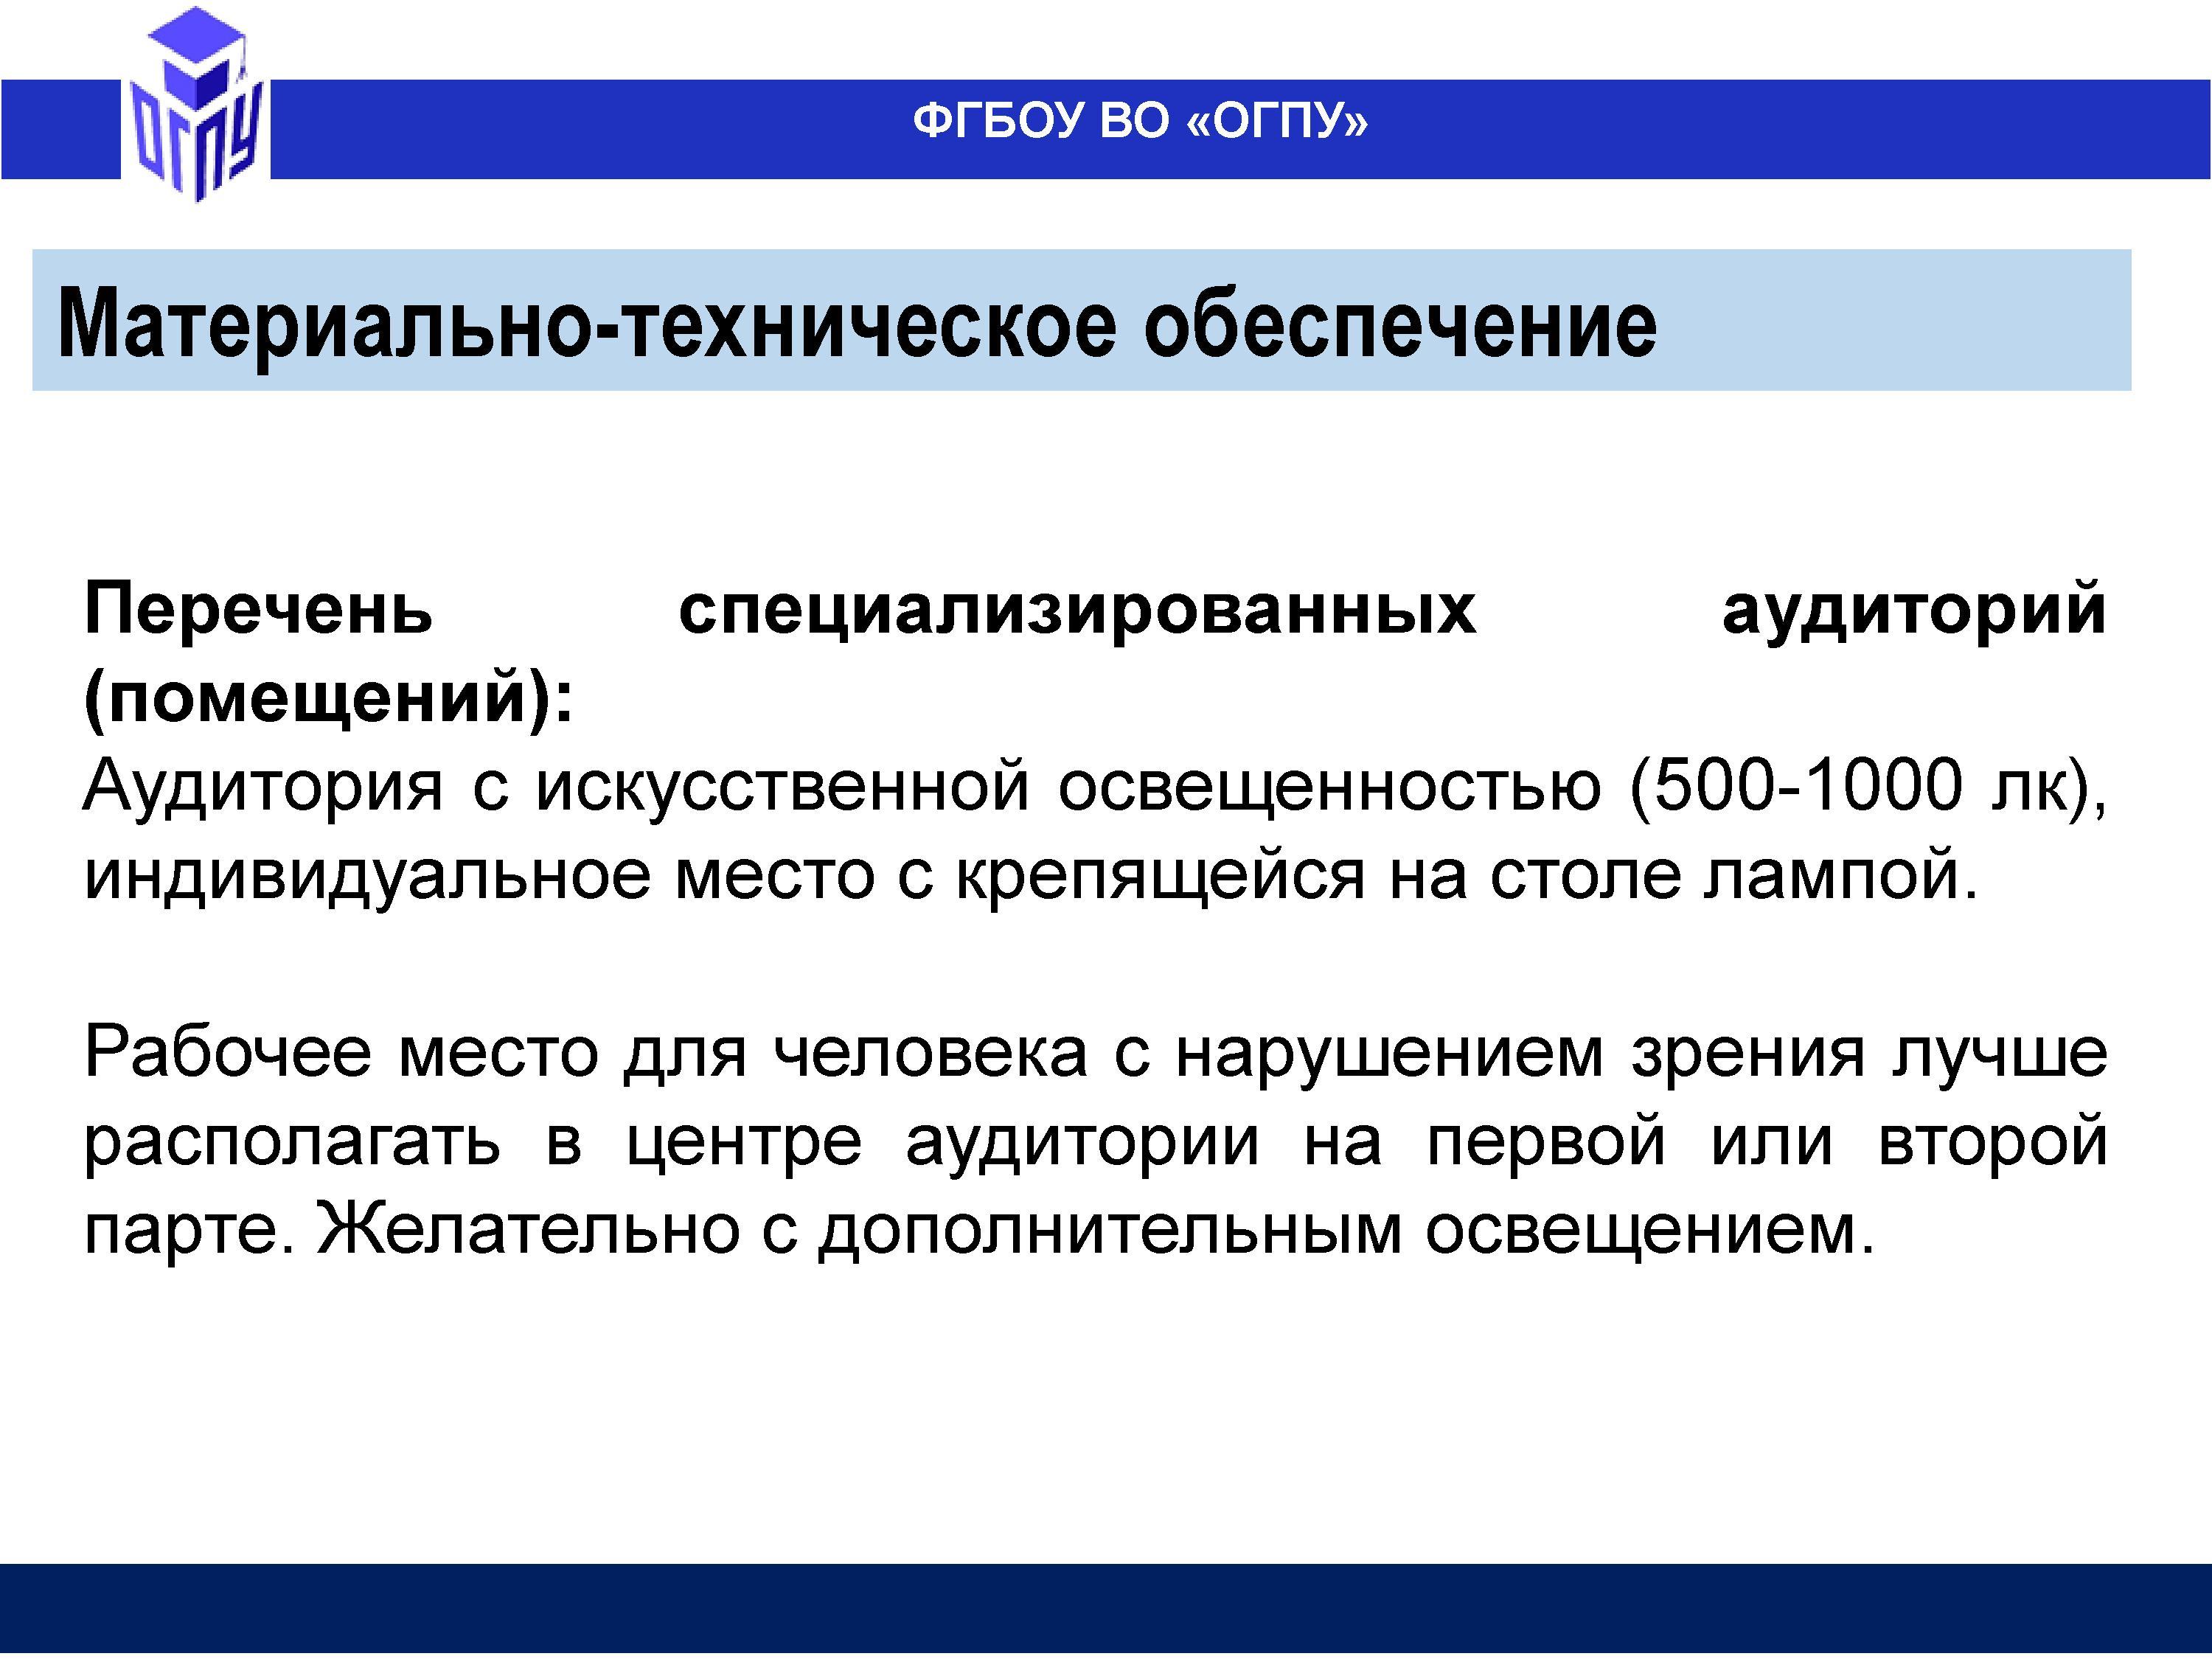 ОГПУ
ФГБОУ ВО «ОГПУ»
Материально-техническое обеспечение
Перечень специализированных аудиторий
(помещений):
Аудитория с искусственной освещенностью (500-1000 лк),
индивидуальное место с крепящейся на столе лампой.
Рабочее место для человека с нарушением зрения лучше
располагать в центре аудитории на первой или второй
парте. Желательно с дополнительным освещением.